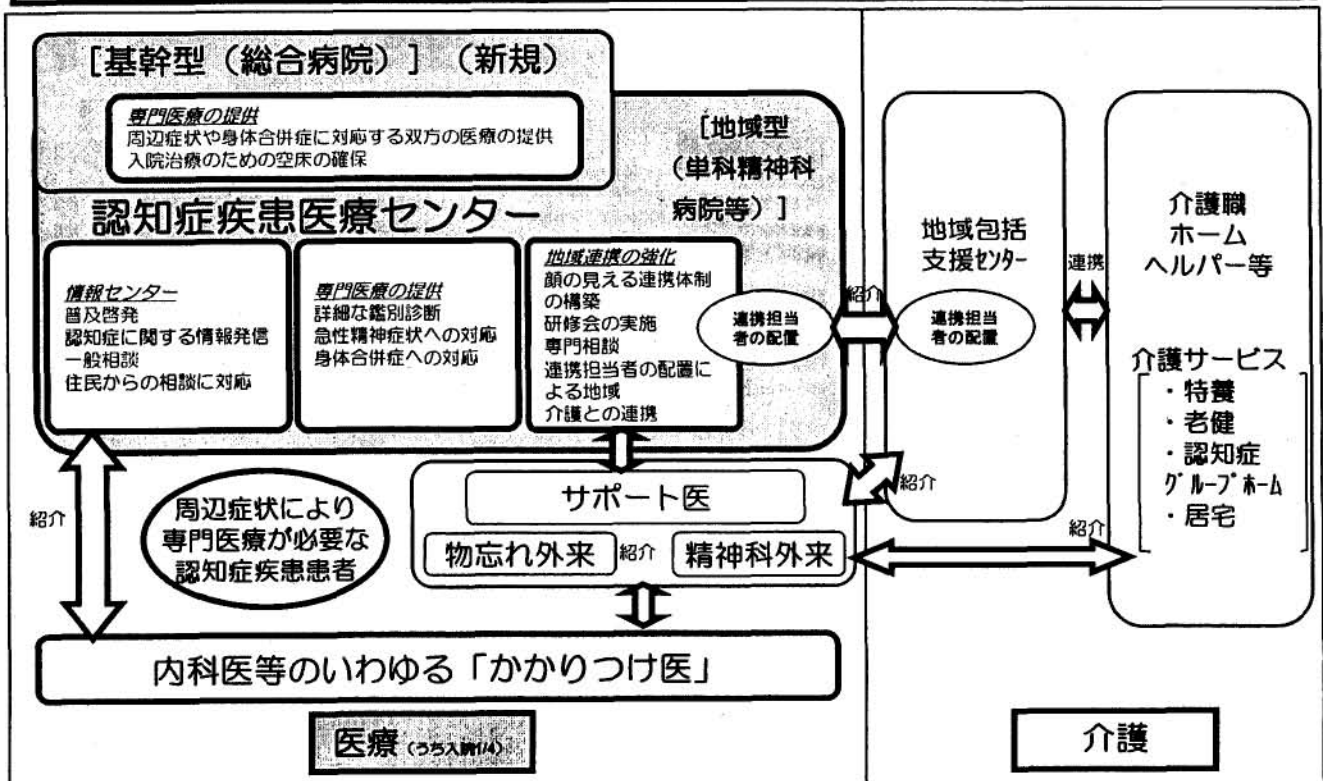 [基幹型(総合病院)](新規)
専門医療の提供
周辺症状や身体合併症に対応する双方の医療の提供
入院治療のための空床の確保
[地域型
(単科精神科
病院等)]
認知症疾患医療センター
情報センター
普及啓発
認知症に関する情報発信
一般相談
住民からの相談に対応
専門医療の提供
詳細な鑑別診断
急性精神症状への対応
身体合併症への対応
地域連携の強化
顔の見える連携体制
の構築
研修会の実施
専門相談
連携担当者の配置に
よる地域
介護との連携
連携担当
者の配置
紹介
地域包括
支援センター
連携担当
者の配置
連携
介護職
ホーム
ヘルパー等
介護サービス
・特養
・老健
・認知症
グループホーム
・居宅
紹介
周辺症状により
専門医療が必要な
認知症疾患患者
サポート医
物忘れ外来
紹介
精神科外来
紹介
紹介
内科医等のいわゆる「かかりつけ医」
医療(うち入院1/4)
介護